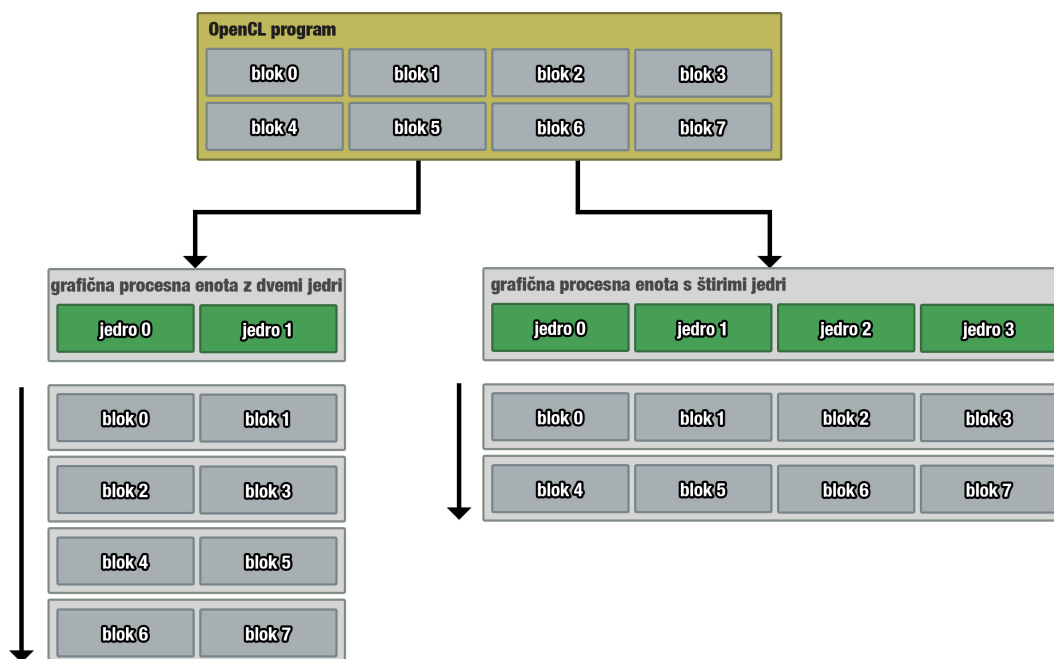 OpenCL program
blok 0 blok 1 blok 2 blok 3
blok 4 blok 5 blok 6 blok 7
grafična procesna enota z dvemi jedri
jedro 0 jedro 1
blok 0 blok 1
blok 2 blok 3
blok 4 blok 5
blok 6 blok 7
grafična procesna enota s štirimi jedri
jedro 0 jedro 1 jedro 2 jedro 3
blok 0 blok 1 blok 2 blok 3
blok 4 blok 5 blok 6 blok 7